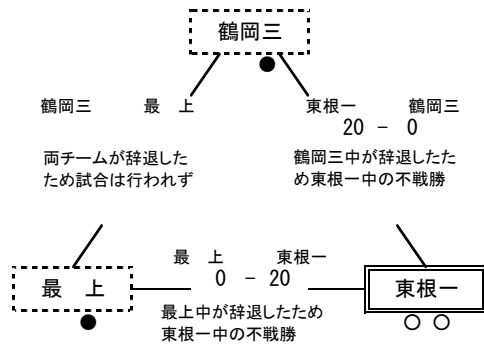 鶴岡三
●
鶴岡三　最　上
東根一　鶴岡三
20 － 0
両チームが辞退した
ため試合は行われず
鶴岡三中が辞退したた
め東根一中の不戦勝
最　上　東根一
0 － 20
最　上
東根一
最上中が辞退したため
東根一中の不戦勝
●
○ ○